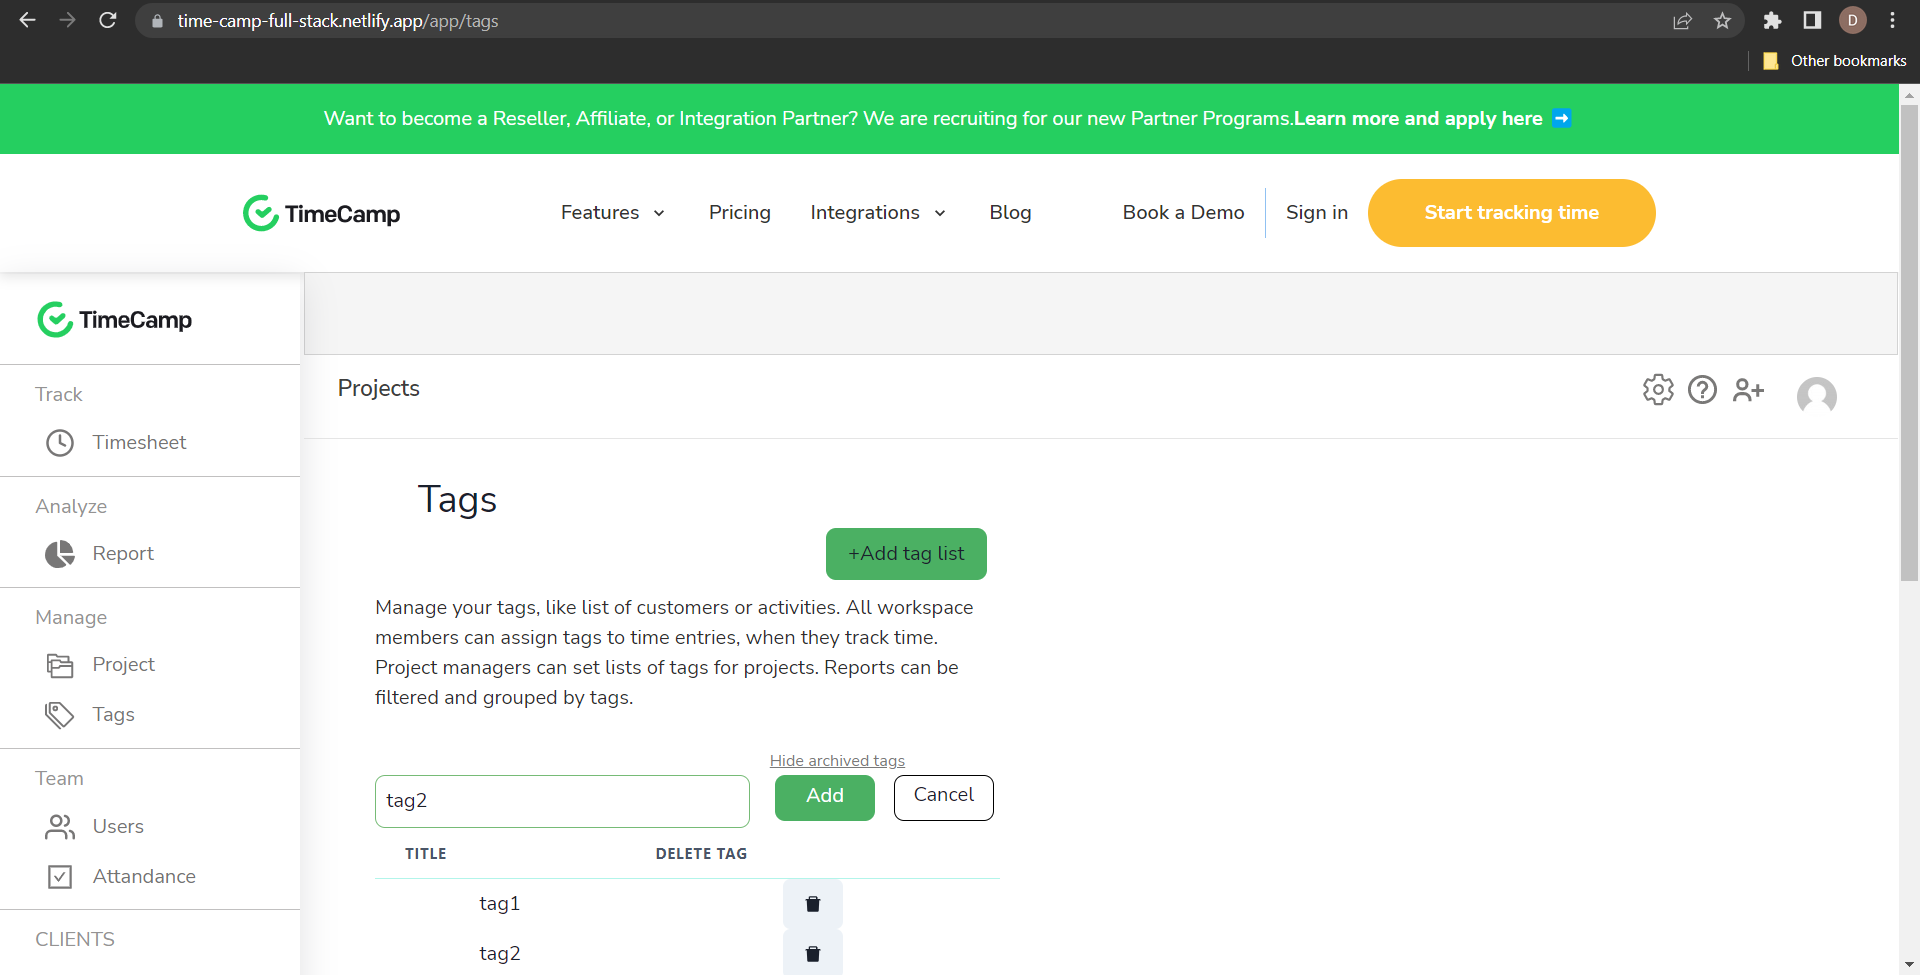 time-camp-full-stack.netlify.app/app/tags
D
Other bookmarks
Want to become a Reseller, Affiliate, or Integration Partner? We are recruiting for our new Partner Programs.Learn more and apply here ➡
TimeCamp
Features
Pricing
Integrations
Blog
Book a Demo
Sign in
Start tracking time
TimeCamp
Track
Timesheet
Analyze
Report
Manage
Project
Tags
Team
Users
Attandance
CLIENTS
Projects
Tags
+Add tag list
Manage your tags, like list of customers or activities. All workspace
members can assign tags to time entries, when they track time.
Project managers can set lists of tags for projects. Reports can be
filtered and grouped by tags.
Hide archived tags
tag2
Add
Cancel
TITLE
DELETE TAG
tag1
tag2